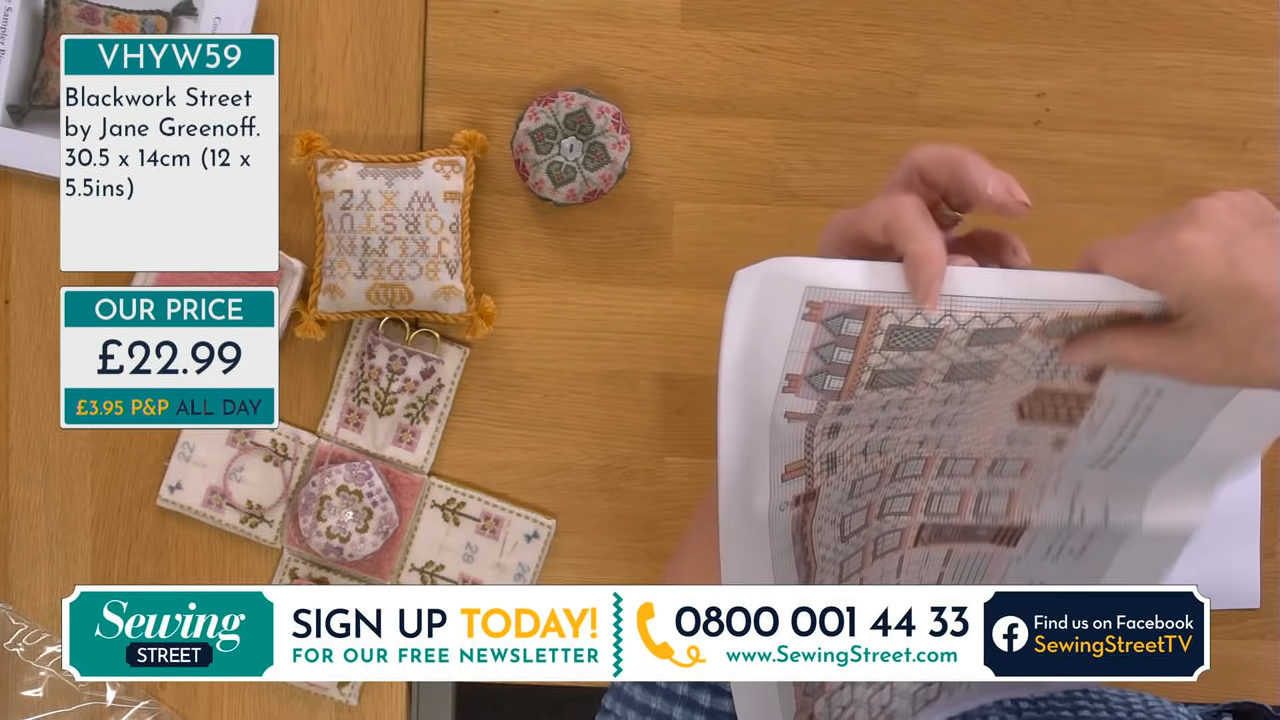 VHYW59
Blackwork Street
by Jane Greenoff.
30.5 x 14cm (12 x
5.5ins)
OUR PRICE
£22.99
£3.95 P&P ALL DAY
Sewing
STREET
SIGN UP TODAY!
FOR OUR FREE NEWSLETTER
0800 001 44 33
www.SewingStreet.com
Find us on Facebook
SewingStreetTV